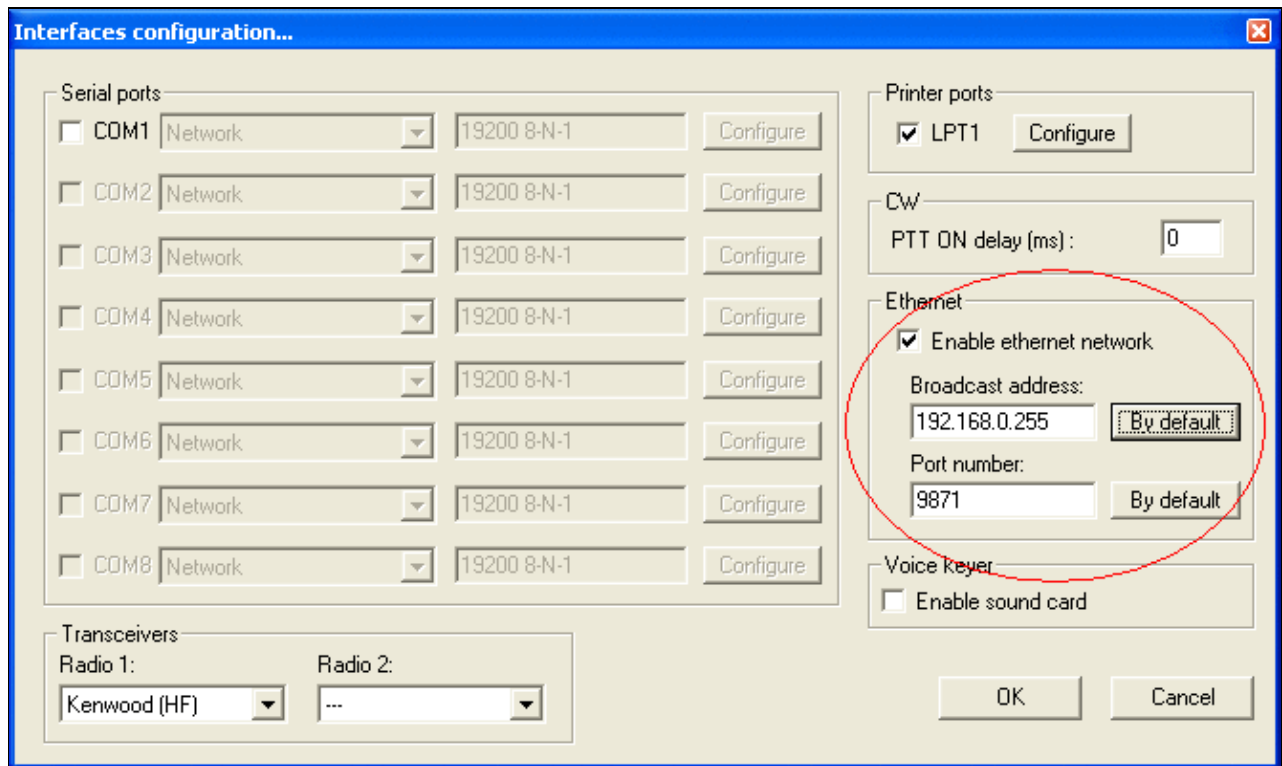 Interfaces configuration...
Serial ports
COM1 Network 19200 8-N-1 Configure
COM2 Network 19200 8-N-1 Configure
COM3 Network 19200 8-N-1 Configure
COM4 Network 19200 8-N-1 Configure
COM5 Network 19200 8-N-1 Configure
COM6 Network 19200 8-N-1 Configure
COM7 Network 19200 8-N-1 Configure
COM8 Network 19200 8-N-1 Configure
Transceivers
Radio 1: Radio 2:
Kenwood (HF) ---
Printer ports
LPT1 Configure
CW
PTT ON delay (ms) : 0
Ethernet
Enable ethernet network
Broadcast address:
192.168.0.255 By default
Port number:
9871 By default
Voice keyer
Enable sound card
OK Cancel